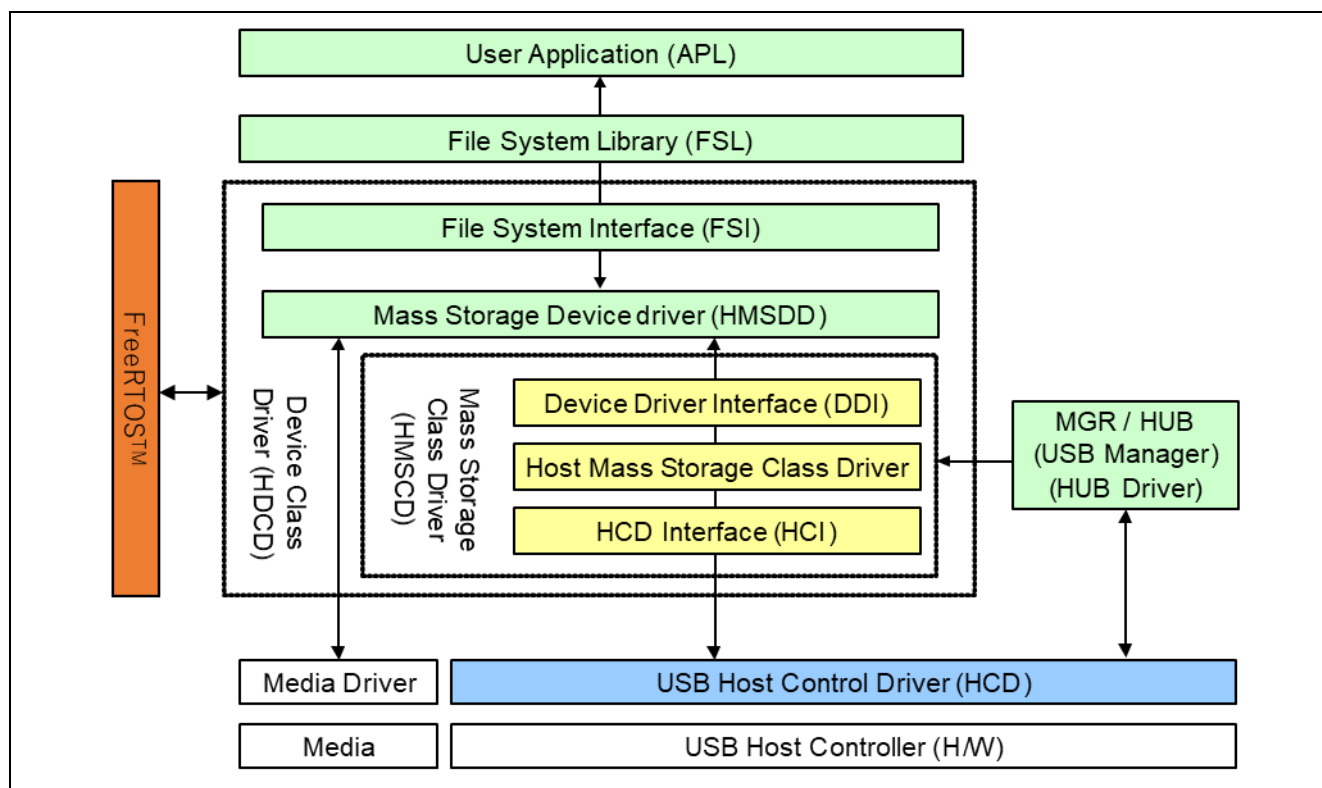 User Application (APL)
File System Library (FSL)
File System Interface (FSI)
Mass Storage Device driver (HMSDD)
FreeRTOS™
Device Class
Driver (HDCD)
Mass Storage
Class Driver
(HMSCD)
Device Driver Interface (DDI)
Host Mass Storage Class Driver
HCD Interface (HCI)
MGR / HUB
(USB Manager)
(HUB Driver)
Media Driver
USB Host Control Driver (HCD)
Media
USB Host Controller (H/W)